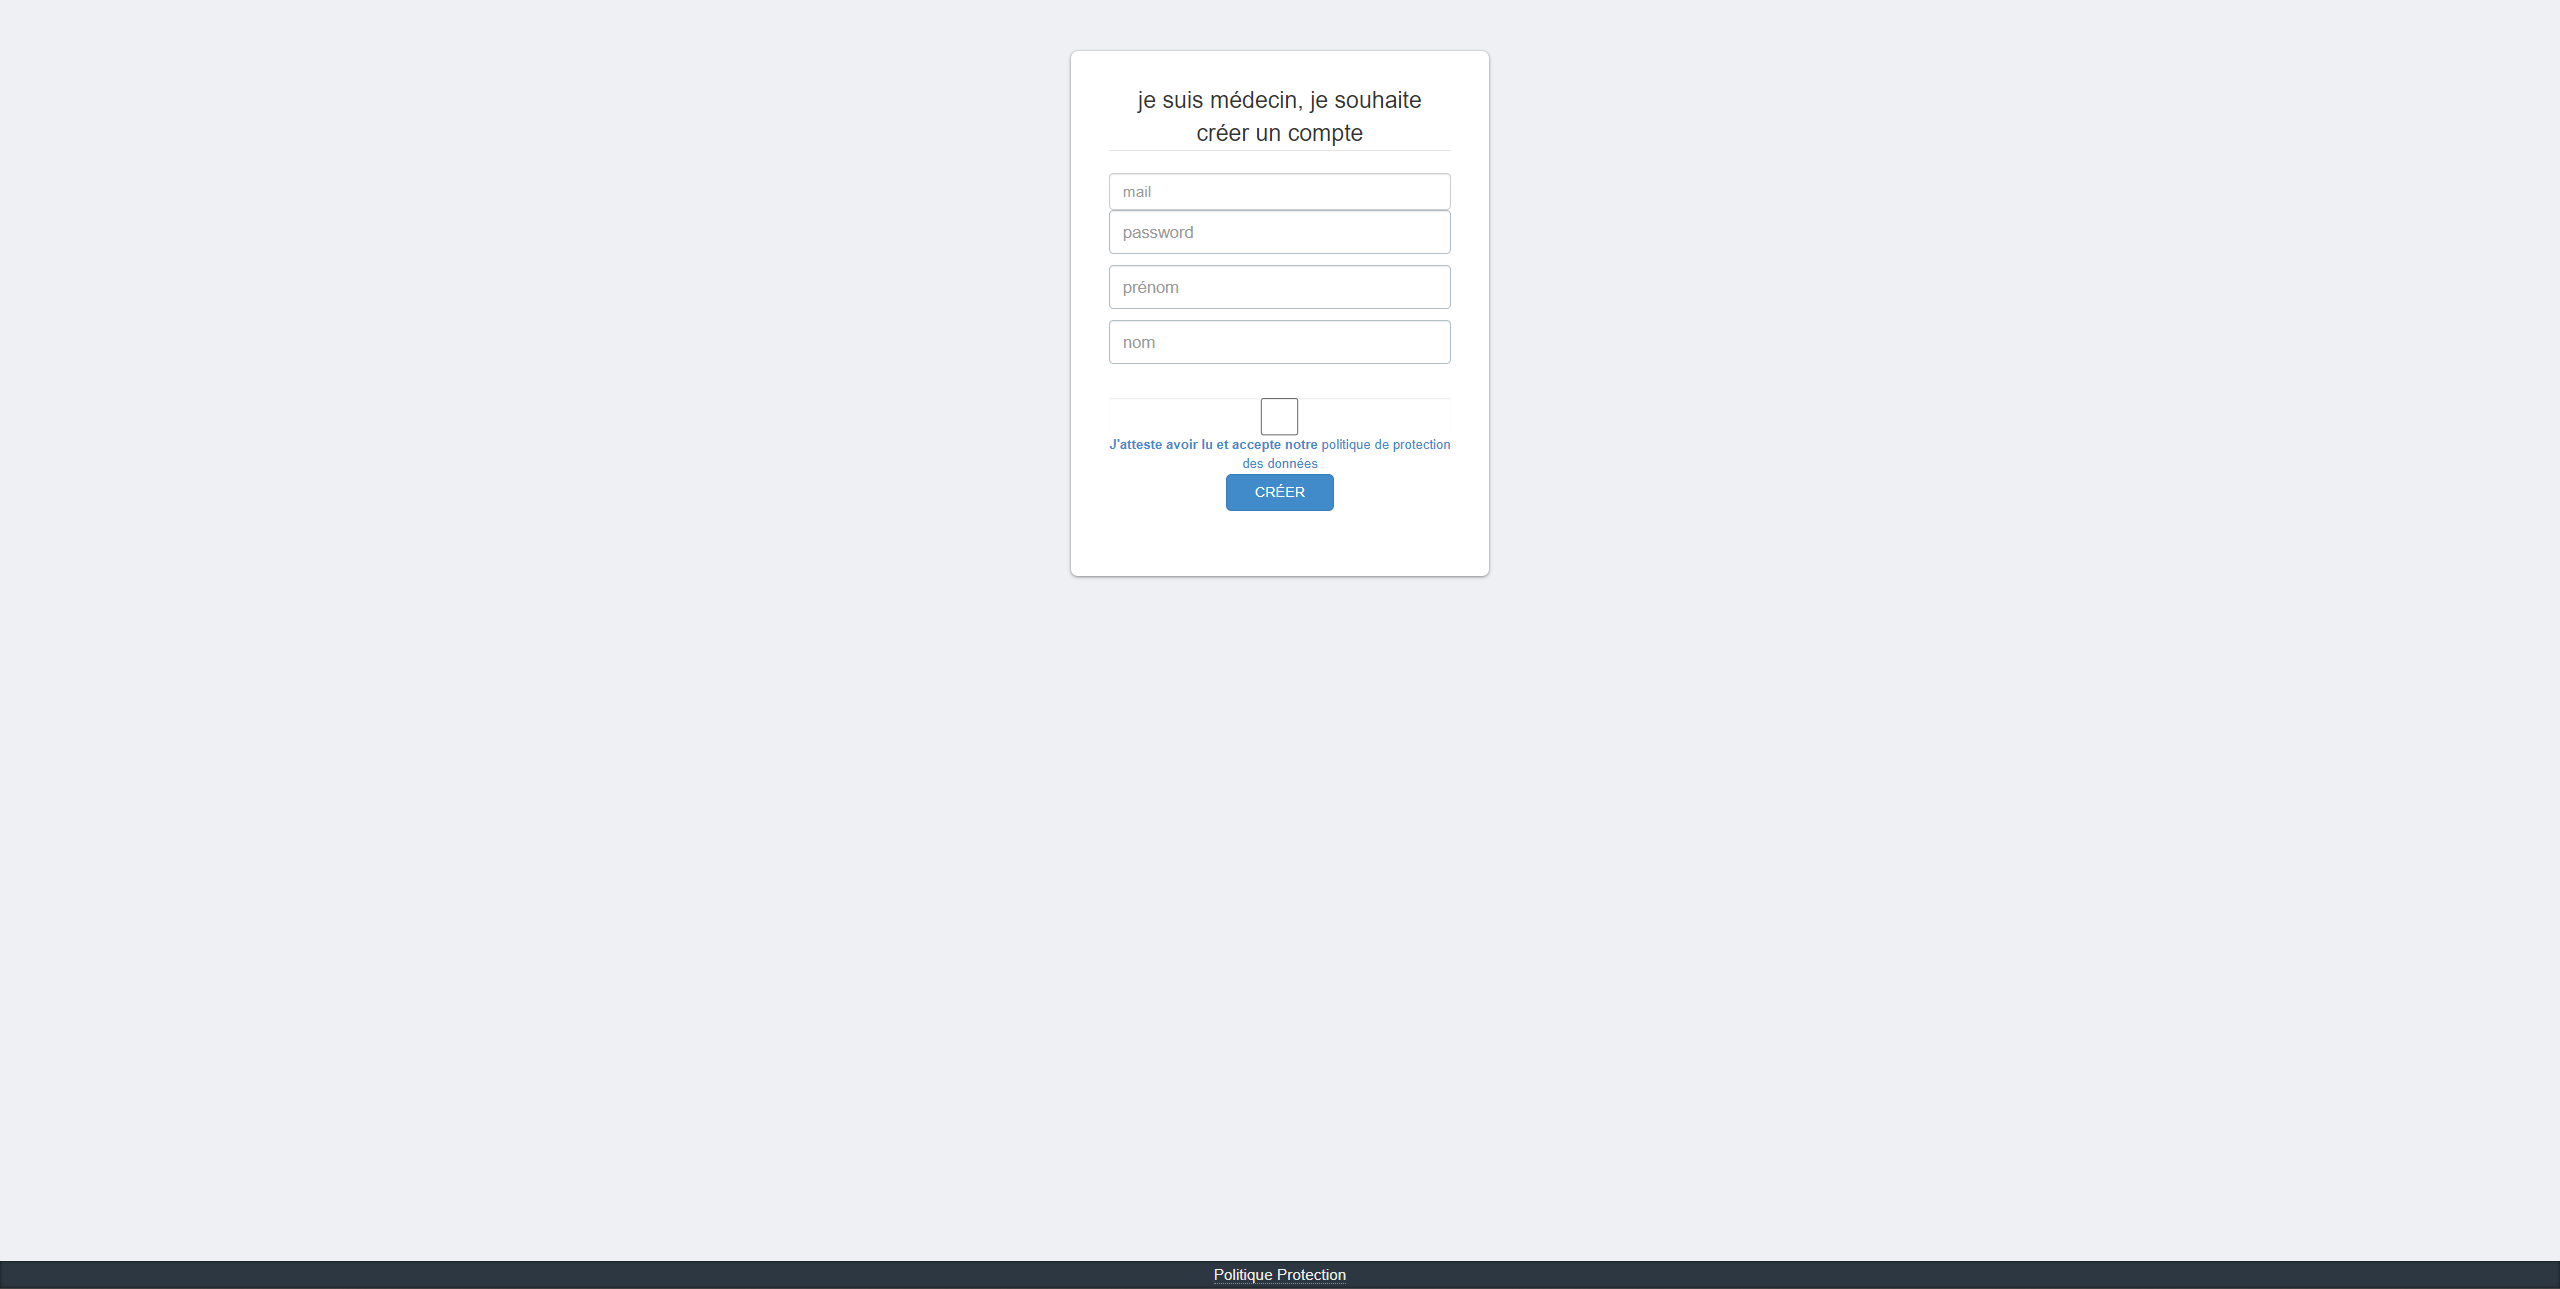 je suis médecin, je souhaite
créer un compte
mail
password
prénom
nom
J'atteste avoir lu et accepte notre politique de protection
des données
CRÉER
Politique Protection